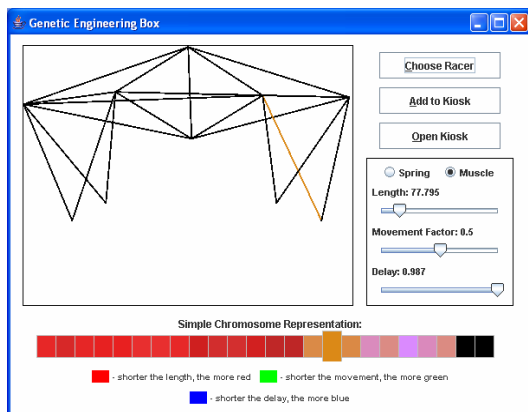 Genetic Engineering Box
Choose Racer
Add to Kiosk
Open Kiosk
Spring Muscle
Length: 77.795
Movement Factor: 0.5
Delay: 0.987
Simple Chromosome Representation:
- shorter the length, the more red - shorter the movement, the more green
- shorter the delay, the more blue